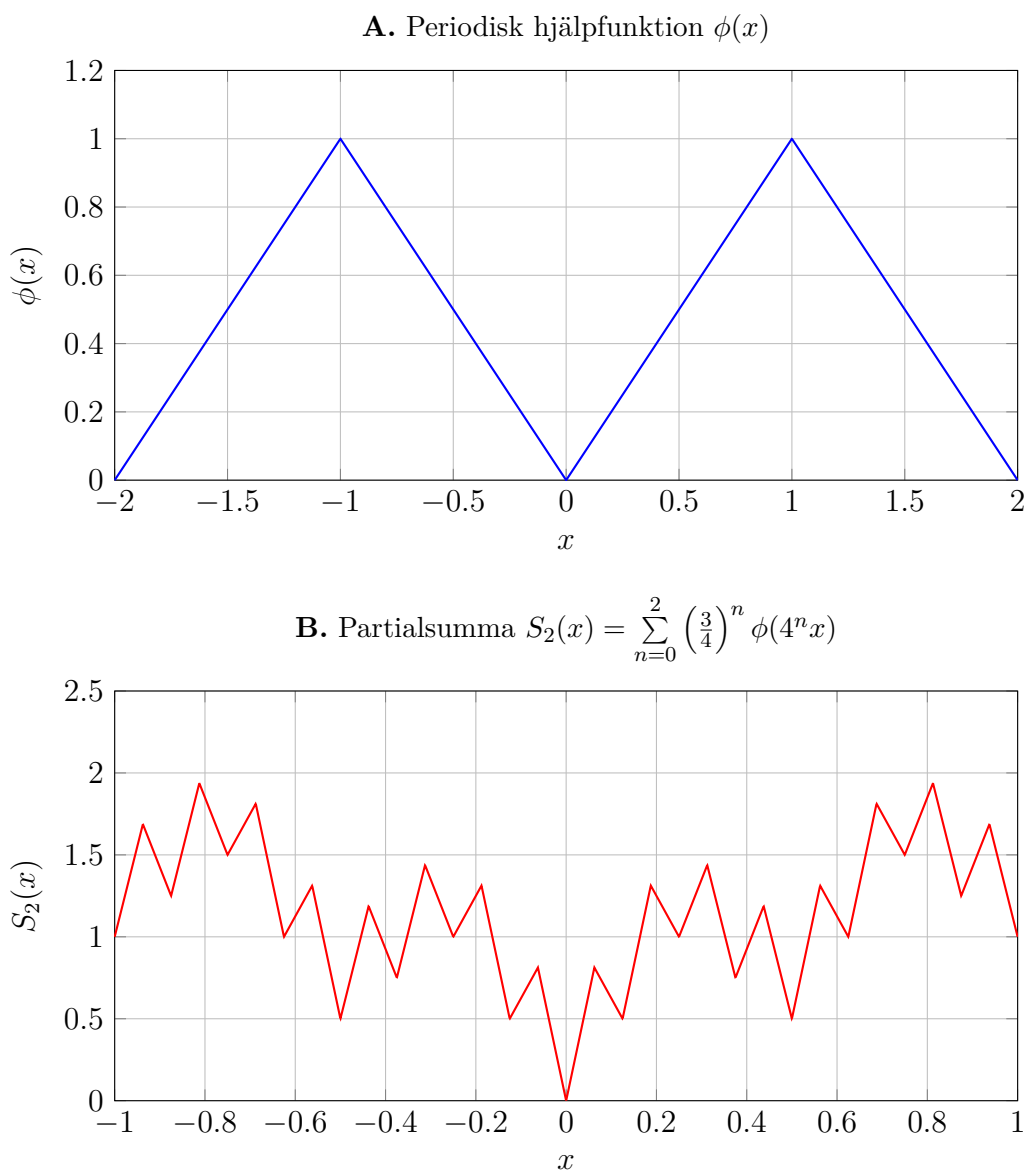 A. Periodisk hjälpfunktion ϕ(x)
1.2
1
0.8
0.6
0.4
0.2
0
ϕ(x)
−2 −1.5 −1 −0.5 0 0.5 1 1.5 2
x
B. Partialsumma S₂(x) = ∑_{n=0}^{2} (3/4)^n ϕ(4^n x)
2.5
2
1.5
1
0.5
0
S₂(x)
−1 −0.8 −0.6 −0.4 −0.2 0 0.2 0.4 0.6 0.8 1
x